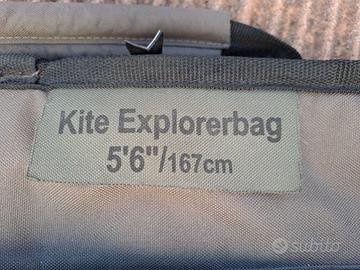 Kite Explorerbag
5'6"/167cm
subito